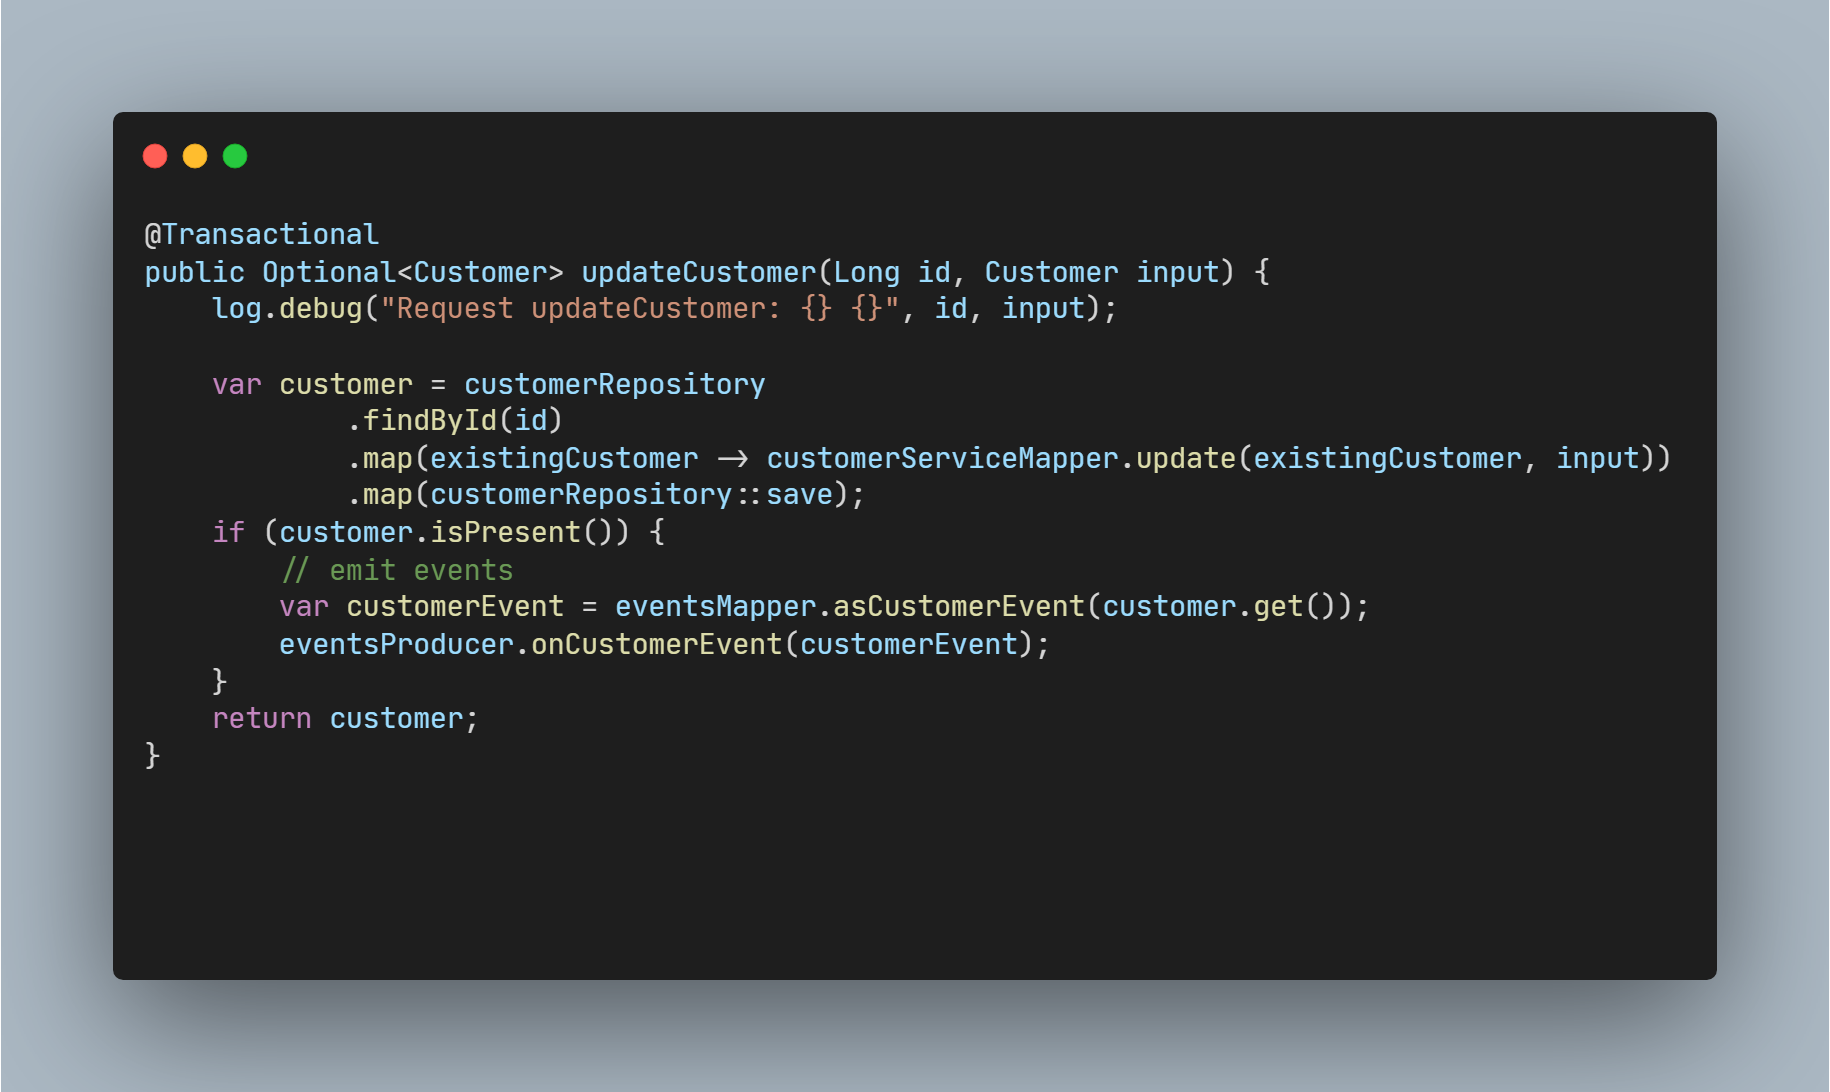 @Transactional
public Optional<Customer> updateCustomer(Long id, Customer input) {
    log.debug("Request updateCustomer: {} {}", id, input);

    var customer = customerRepository
            .findById(id)
            .map(existingCustomer -> customerServiceMapper.update(existingCustomer, input))
            .map(customerRepository::save);
    if (customer.isPresent()) {
        // emit events
        var customerEvent = eventsMapper.asCustomerEvent(customer.get());
        eventsProducer.onCustomerEvent(customerEvent);
    }
    return customer;
}